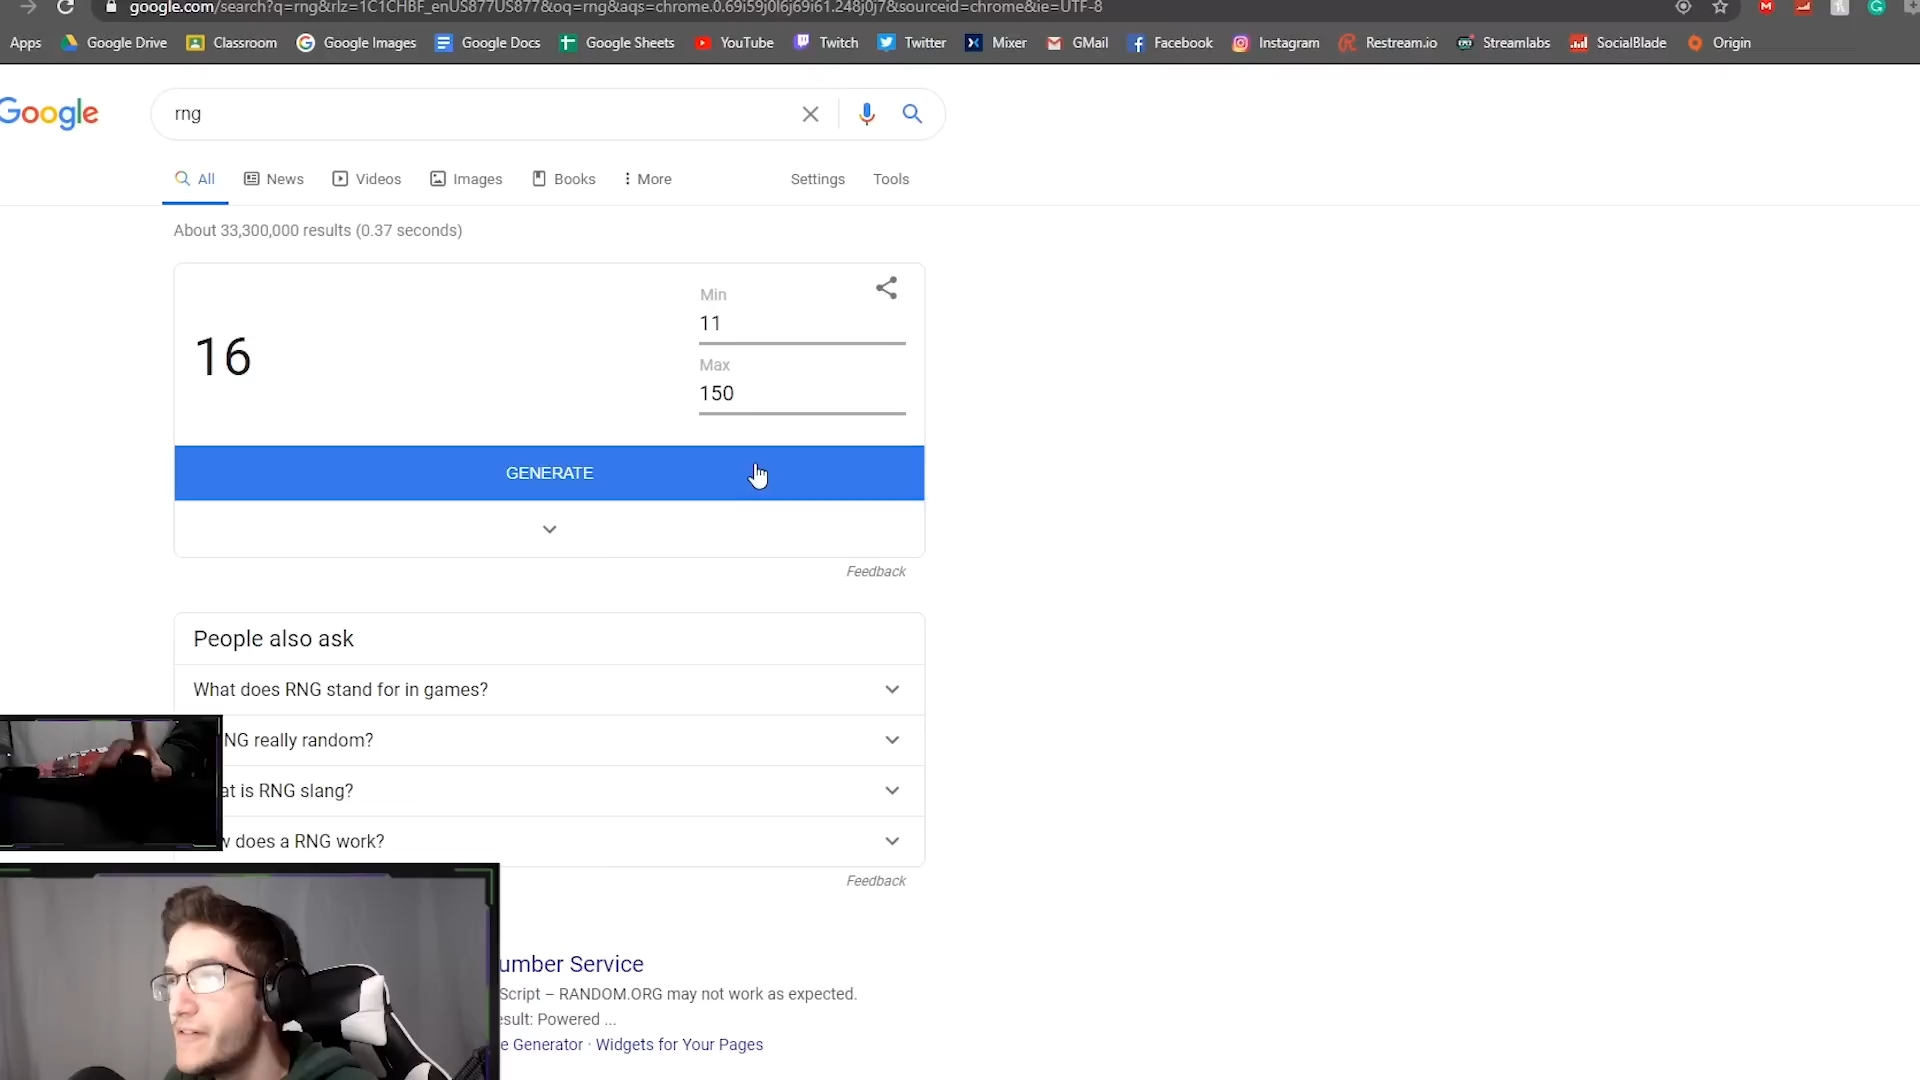 google.com/search?q=rng&rlz=1C1CHBF_enUS877US877&oq=rng&aqs=chrome.0.69i59j0l6j69i61.248j0j7&sourceid=chrome&ie=UTF-8
Apps Google Drive Classroom Google Images Google Docs Google Sheets YouTube Twitch Twitter Mixer GMail Facebook Instagram Restream.io Streamlabs SocialBlade Origin
Google rng
All News Videos Images Books More Settings Tools
About 33,300,000 results (0.37 seconds)
Min
11
16
Max
150
GENERATE
Feedback
People also ask
What does RNG stand for in games?
NG really random?
at is RNG slang?
w does a RNG work?
Feedback
umber Service
Script – RANDOM.ORG may not work as expected.
esult: Powered ...
e Generator · Widgets for Your Pages